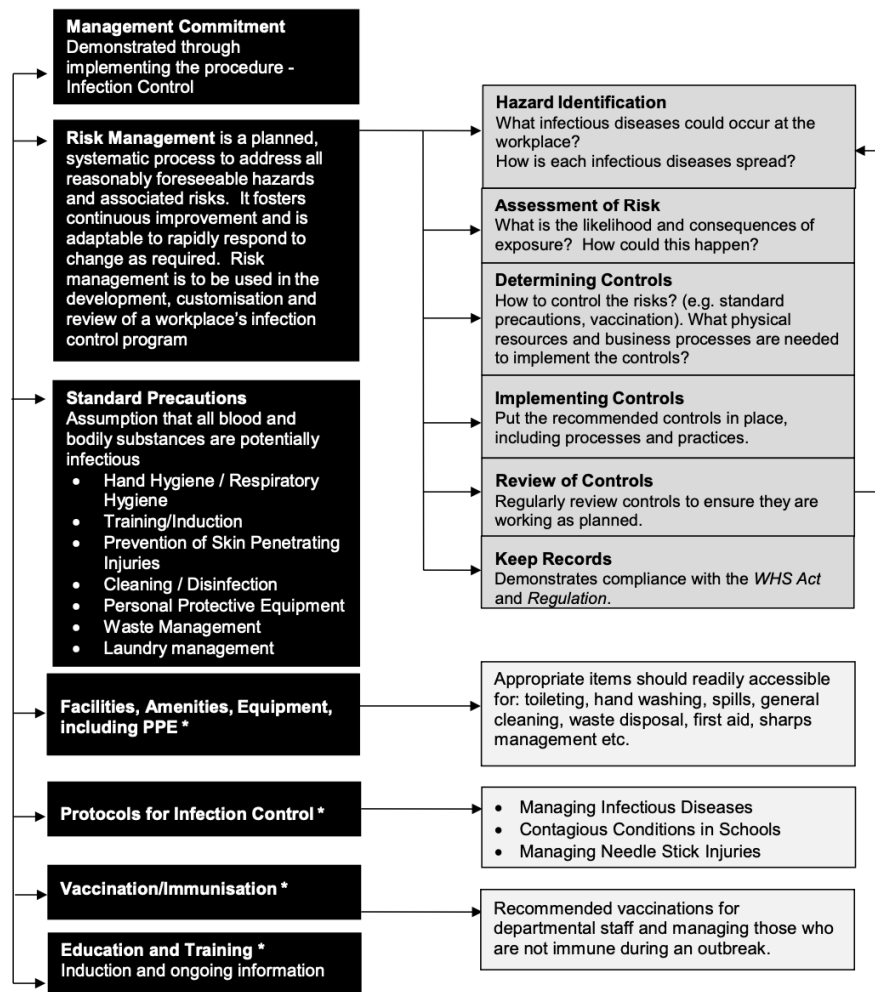 Management Commitment
Demonstrated through
implementing the procedure -
Infection Control
Risk Management is a planned,
systematic process to address all
reasonably foreseeable hazards
and associated risks.  It fosters
continuous improvement and is
adaptable to rapidly respond to
change as required.  Risk
management is to be used in the
development, customisation and
review of a workplace's infection
control program
Hazard Identification
What infectious diseases could occur at the
workplace?
How is each infectious diseases spread?
Assessment of Risk
What is the likelihood and consequences of
exposure?  How could this happen?
Determining Controls
How to control the risks? (e.g. standard
precautions, vaccination). What physical
resources and business processes are needed
to implement the controls?
Implementing Controls
Put the recommended controls in place,
including processes and practices.
Review of Controls
Regularly review controls to ensure they are
working as planned.
Keep Records
Demonstrates compliance with the WHS Act
and Regulation.
Standard Precautions
Assumption that all blood and
bodily substances are potentially
infectious
• Hand Hygiene / Respiratory
Hygiene
• Training/Induction
• Prevention of Skin Penetrating
Injuries
• Cleaning / Disinfection
• Personal Protective Equipment
• Waste Management
• Laundry management
Facilities, Amenities, Equipment,
including PPE *
Appropriate items should readily accessible
for: toileting, hand washing, spills, general
cleaning, waste disposal, first aid, sharps
management etc.
Protocols for Infection Control *
• Managing Infectious Diseases
• Contagious Conditions in Schools
• Managing Needle Stick Injuries
Vaccination/Immunisation *
Recommended vaccinations for
departmental staff and managing those who
are not immune during an outbreak.
Education and Training *
Induction and ongoing information